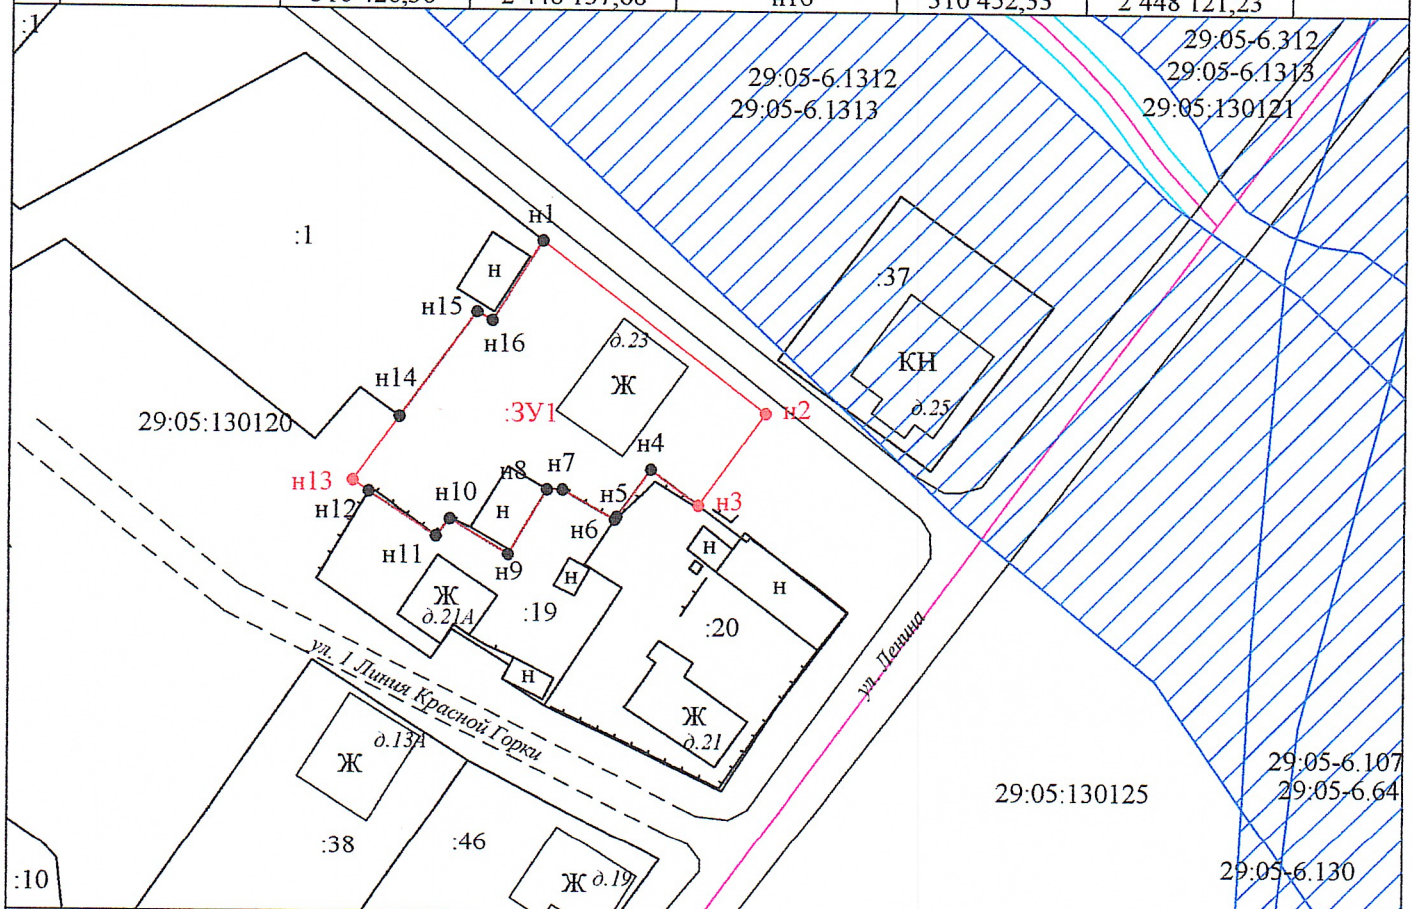 2 448 121,23
:1
29:05-6.312
29:05-6.1312
29:05-6.1313
29:05-6.1313
29:05:130121
н1
:1
н
:37
н15
н16
д.23
н14
Ж
КН
:ЗУ1
н2
д.25
29:05:130120
н4
н8
н7
н13
н10
н5
н3
н12
н
н6
н11
н9
н
н
н
Ж
д.21А
:19
:20
ул. Ленина
ул. 1 Линия Красной Горки
н
Ж
д.21
д.13А
Ж
29:05-6.107
29:05:130125
29:05-6.64
:38
:46
:10
Ж д.19
29:05-6.130